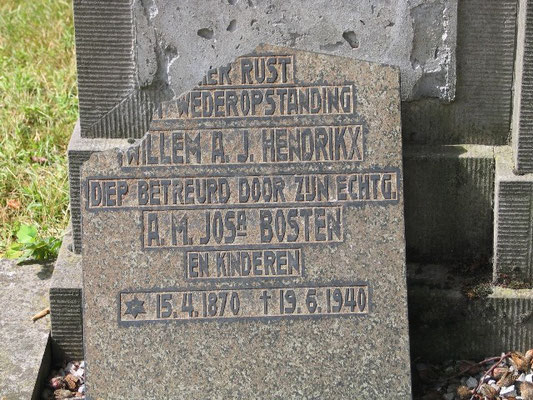 RUST
WEDEROPSTANDING
WILLEM A. J. HENDRIKX
DIEP BETREURD DOOR ZIJN ECHTG.
A. M. JOSA BOSTEN
EN KINDEREN
✡ 15.4.1870 † 19.6.1940